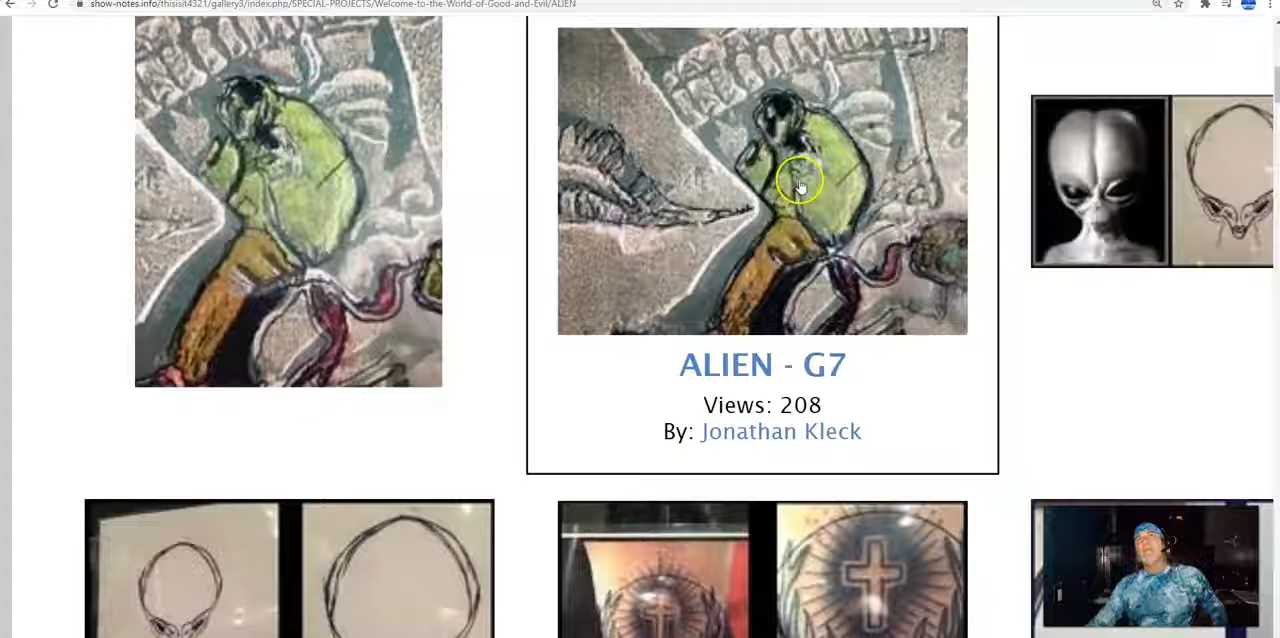 show-notes.info/thisisit4321/gallery3/index.php/SPECIAL-PROJECTS/Welcome-to-the-World-of-Good-and-Evil/ALIEN
ALIEN - G7
Views: 208
By: Jonathan Kleck